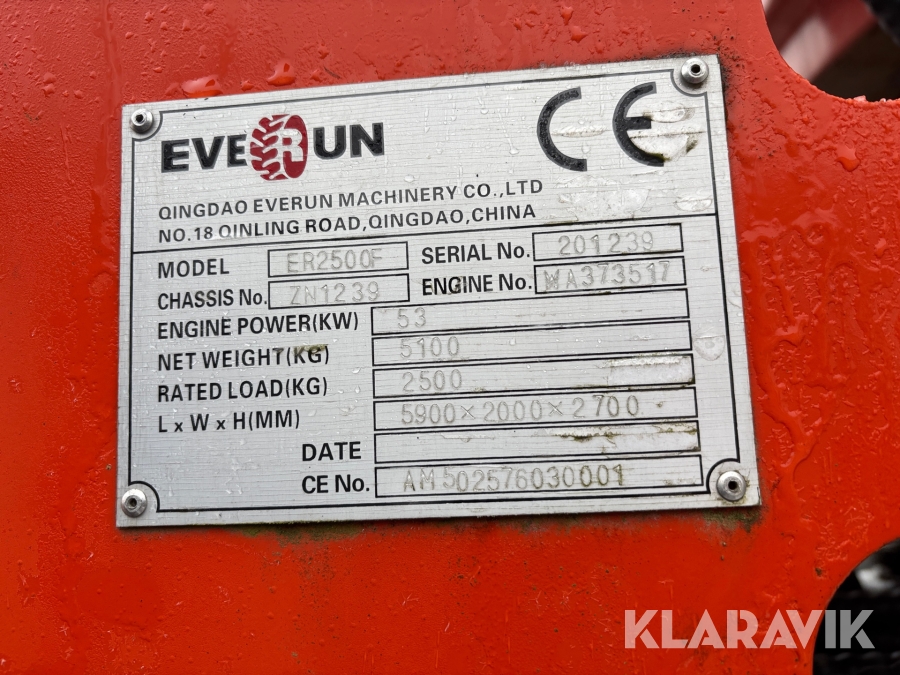 EVERUN
CE
QINGDAO EVERUN MACHINERY CO.,LTD
NO.18 QINLING ROAD,QINGDAO,CHINA
MODEL ER2500F SERIAL No. 201239
CHASSIS No. ZN1239 ENGINE No. MA373517
ENGINE POWER(KW) 53
NET WEIGHT(KG) 5100
RATED LOAD(KG) 2500
L x W x H(MM) 5900×2000×2700
DATE
CE No. AM502576030001
KLARAVIK